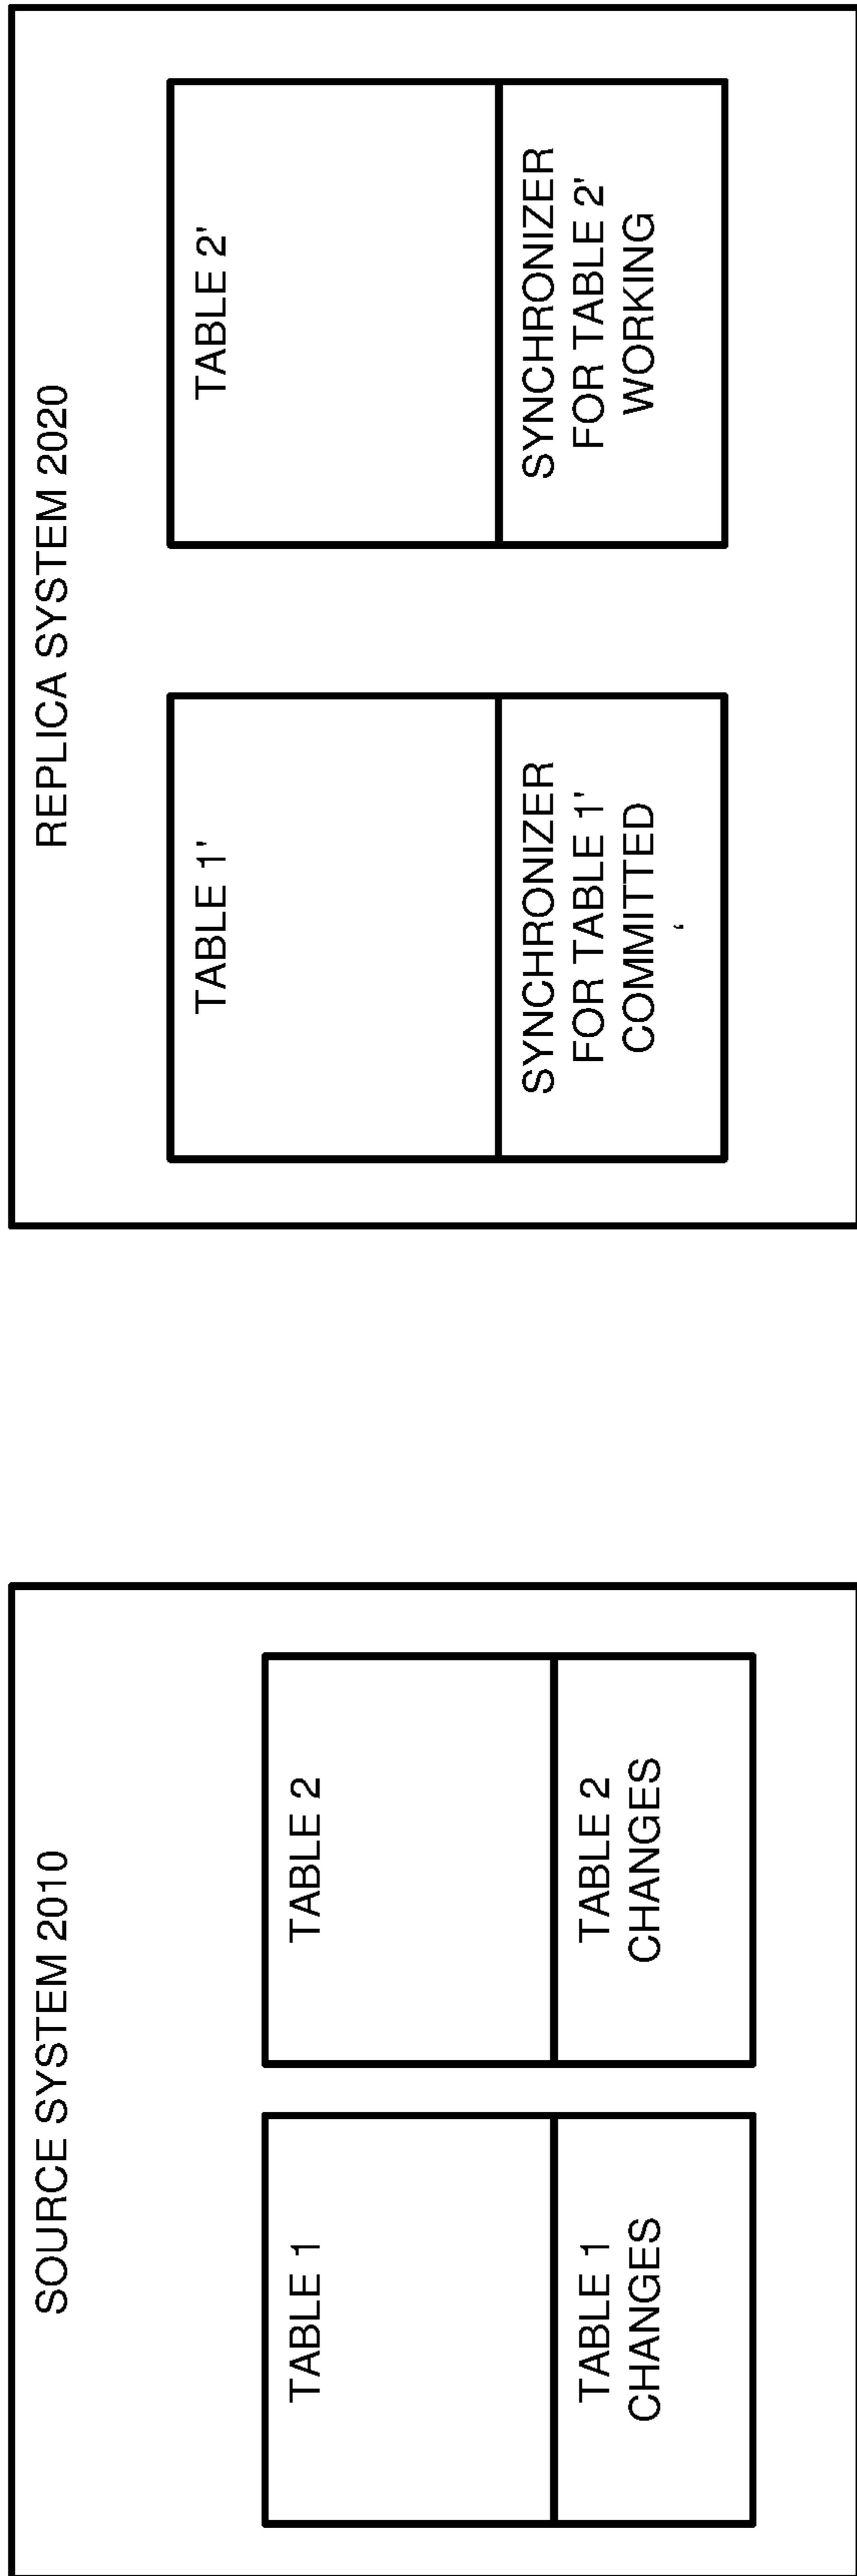 SOURCE SYSTEM 2010
TABLE 1
TABLE 1
CHANGES
TABLE 2
TABLE 2
CHANGES
REPLICA SYSTEM 2020
TABLE 1'
SYNCHRONIZER
FOR TABLE 1'
COMMITTED
TABLE 2'
SYNCHRONIZER
FOR TABLE 2'
WORKING